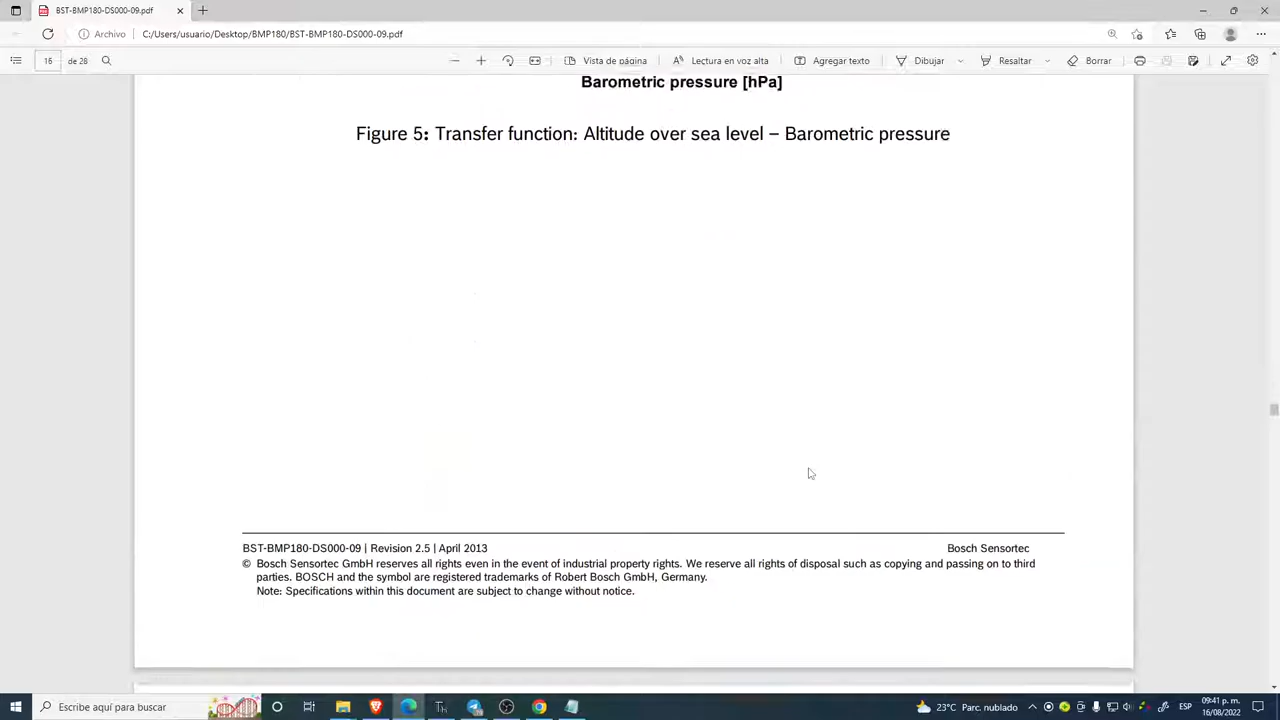 BST-BMP180-DS000-09.pdf
Archivo
C:/Users/usuario/Desktop/BMP180/BST-BMP180-DS000-09.pdf
16 de 28
Vista de página
Lectura en voz alta
Agregar texto
Dibujar
Resaltar
Borrar
Barometric pressure [hPa]
Figure 5: Transfer function: Altitude over sea level – Barometric pressure
BST-BMP180-DS000-09 | Revision 2.5 | April 2013
Bosch Sensortec
© Bosch Sensortec GmbH reserves all rights even in the event of industrial property rights. We reserve all rights of disposal such as copying and passing on to third
parties. BOSCH and the symbol are registered trademarks of Robert Bosch GmbH, Germany.
Note: Specifications within this document are subject to change without notice.
Escribe aquí para buscar
23°C Parc. nublado
ESP
09:41 p. m.
16/08/2022